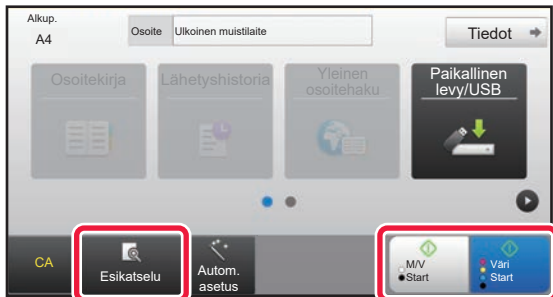 Alkup.
A4
Osoite
Ulkoinen muistilaite
Tiedot
Osoitekirja
Lähetyshistoria
Yleinen
osoitehaku
Paikallinen
levy/USB
CA
Esikatselu
Autom.
asetus
M/V
Start
Väri
Start